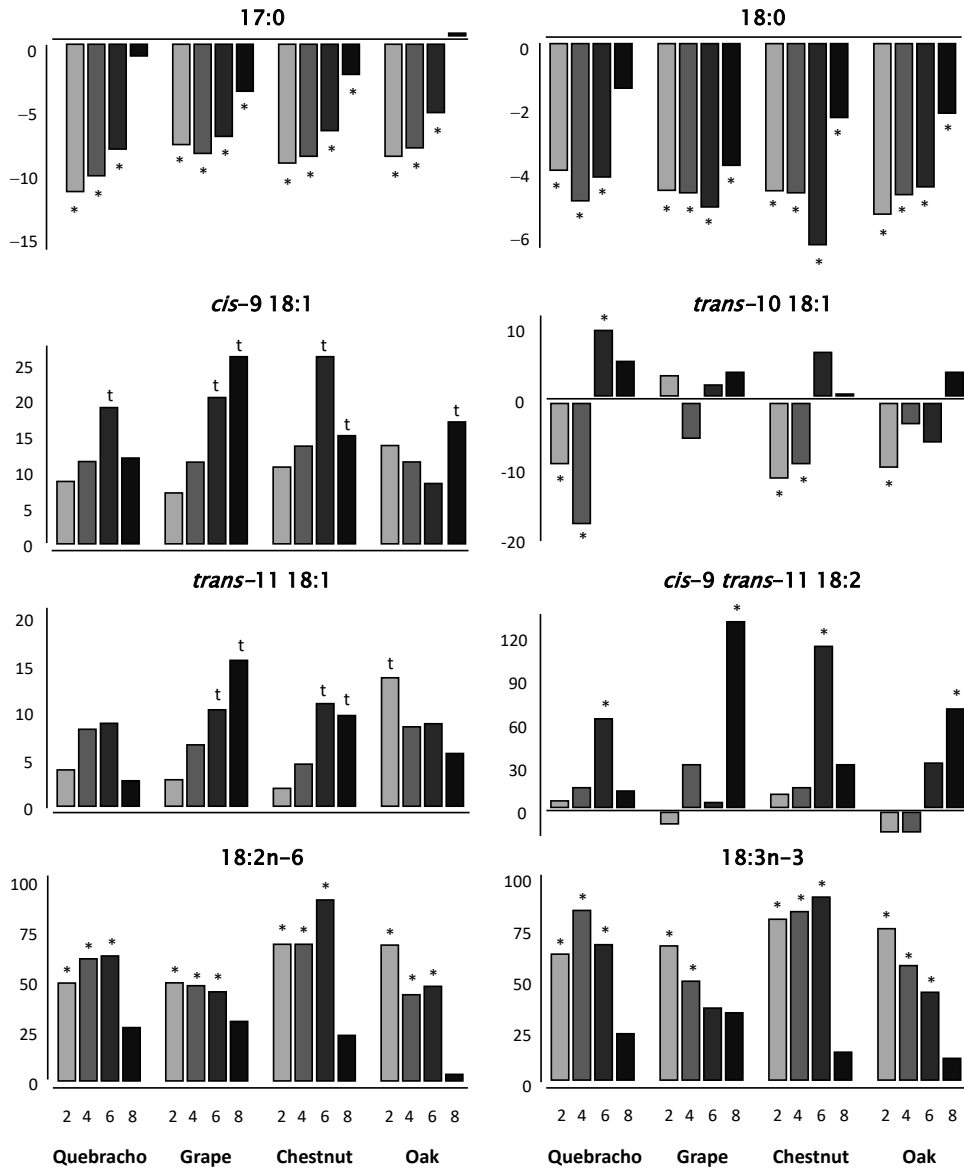 17:0
0
−5
−10
−15
* * * * * * * * * * * * *
18:0
0
−2
−4
−6
* * * * * * * * * * * * * * *
cis−9 18:1
25
20
15
10
5
0
t t t t t t
trans−10 18:1
10
0
-10
-20
* * * * * *
trans−11 18:1
20
15
10
5
0
t t t t t
cis−9 trans−11 18:2
120
90
60
30
0
* * * *
18:2n−6
100
75
50
25
0
* * * * * * * * * * * *
18:3n−3
100
75
50
25
0
* * * * * * * * * * *
2 4 6 8 2 4 6 8 2 4 6 8 2 4 6 8
Quebracho Grape Chestnut Oak
2 4 6 8 2 4 6 8 2 4 6 8 2 4 6 8
Quebracho Grape Chestnut Oak